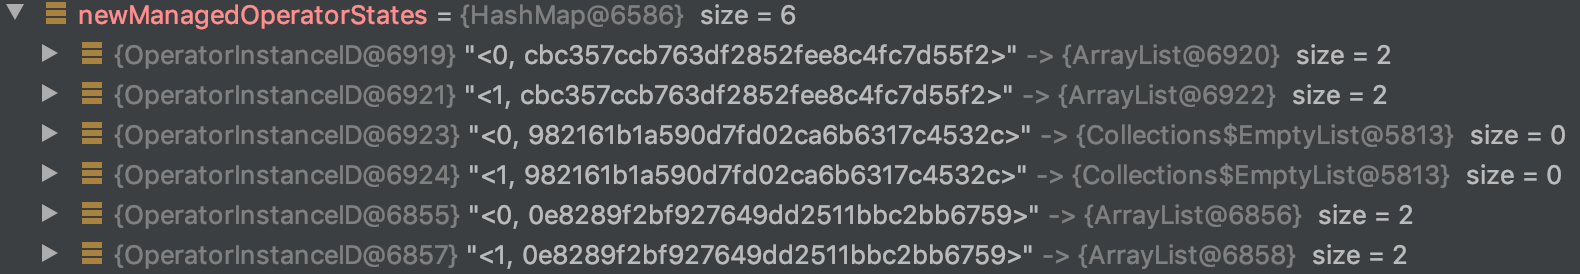 newManagedOperatorStates = {HashMap@6586} size = 6
{OperatorInstanceID@6919} "<0, cbc357ccb763df2852fee8c4fc7d55f2>" -> {ArrayList@6920} size = 2
{OperatorInstanceID@6921} "<1, cbc357ccb763df2852fee8c4fc7d55f2>" -> {ArrayList@6922} size = 2
{OperatorInstanceID@6923} "<0, 982161b1a590d7fd02ca6b6317c4532c>" -> {Collections$EmptyList@5813} size = 0
{OperatorInstanceID@6924} "<1, 982161b1a590d7fd02ca6b6317c4532c>" -> {Collections$EmptyList@5813} size = 0
{OperatorInstanceID@6855} "<0, 0e8289f2bf927649dd2511bbc2bb6759>" -> {ArrayList@6856} size = 2
{OperatorInstanceID@6857} "<1, 0e8289f2bf927649dd2511bbc2bb6759>" -> {ArrayList@6858} size = 2